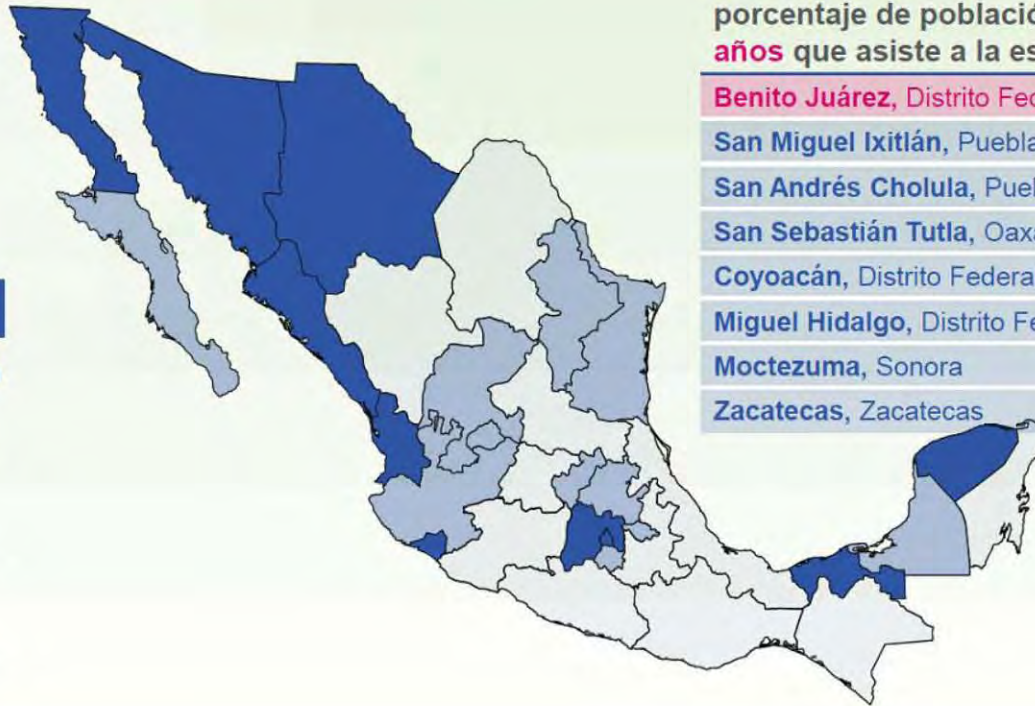 porcentaje de població
años que asiste a la es
Benito Juárez, Distrito Fed
San Miguel Ixitlán, Puebla
San Andrés Cholula, Pueb
San Sebastián Tutla, Oaxa
Coyoacán, Distrito Federa
Miguel Hidalgo, Distrito Fe
Moctezuma, Sonora
Zacatecas, Zacatecas